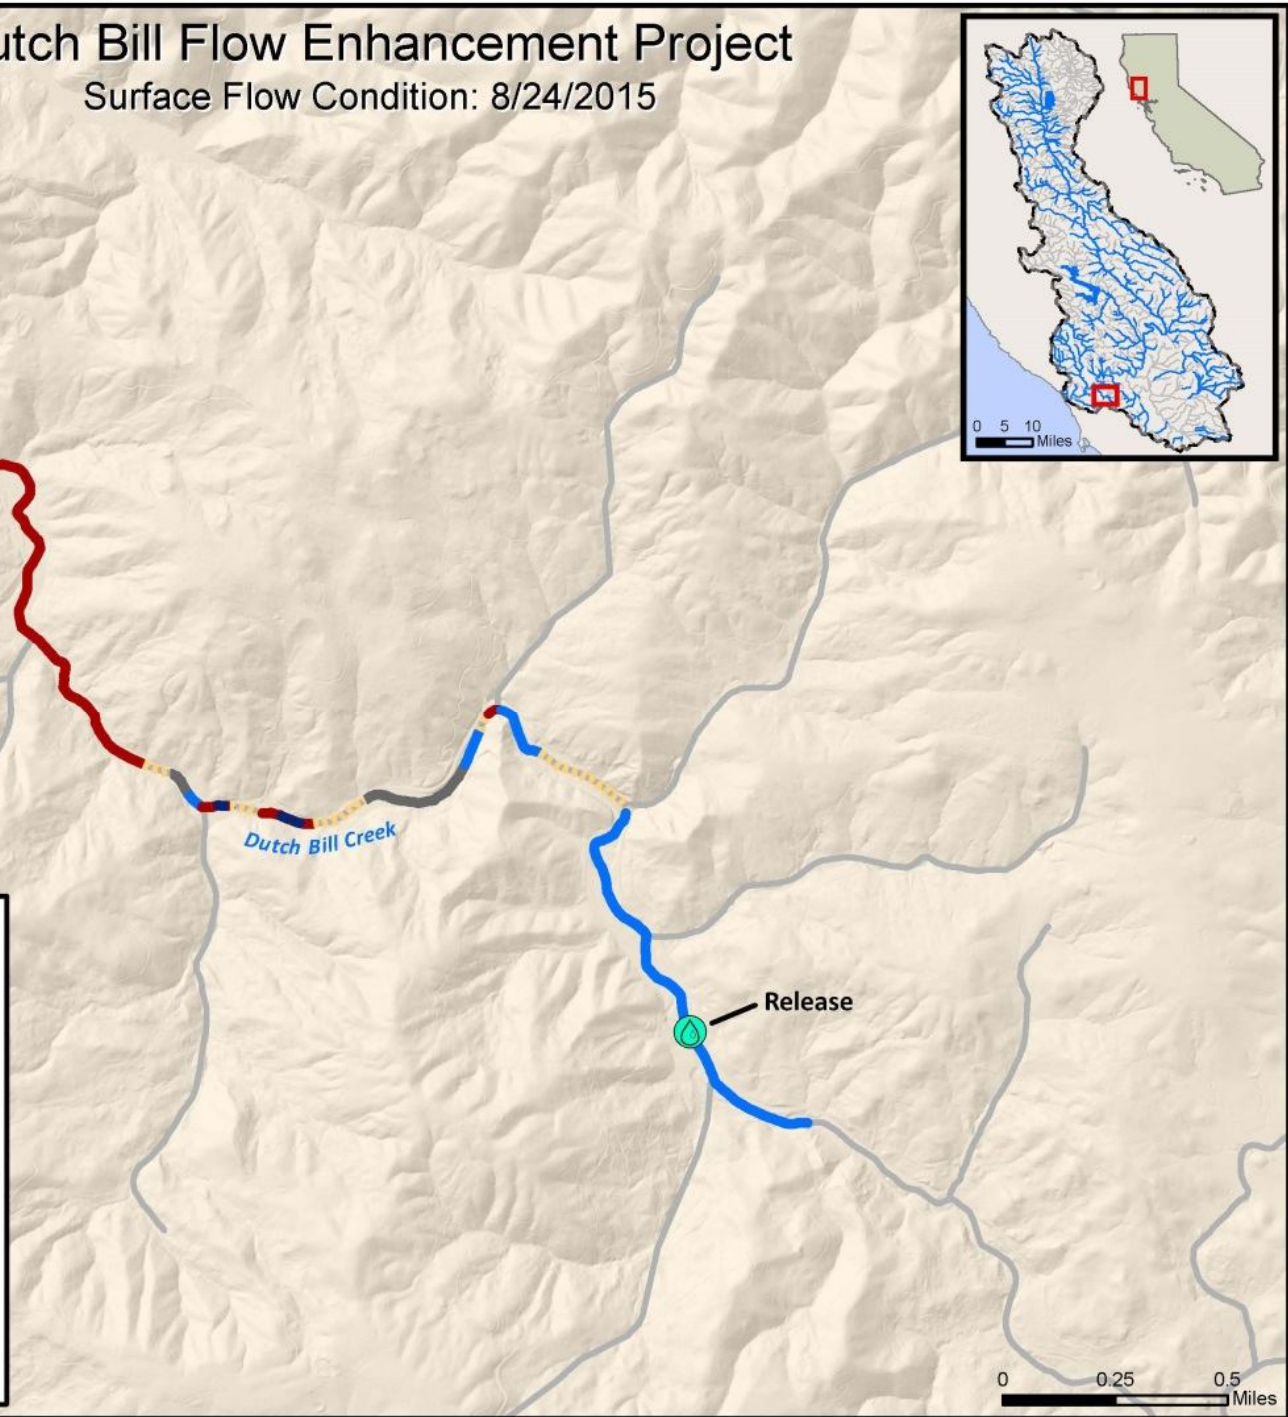 utch Bill Flow Enhancement Project
Surface Flow Condition: 8/24/2015
0 5 10
Miles
Dutch Bill Creek
Release
0 0.25 0.5
Miles